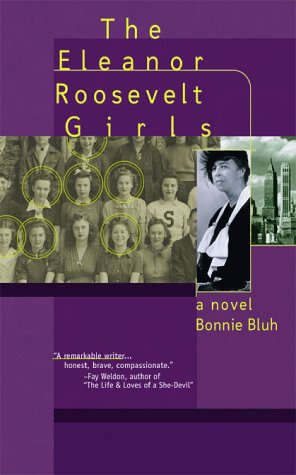 The
Eleanor
Roosevelt
Girls
S
a novel
Bonnie Bluh
"A remarkable writer...
honest, brave, compassionate."
–Fay Weldon, author of
"The Life & Loves of a She-Devil"